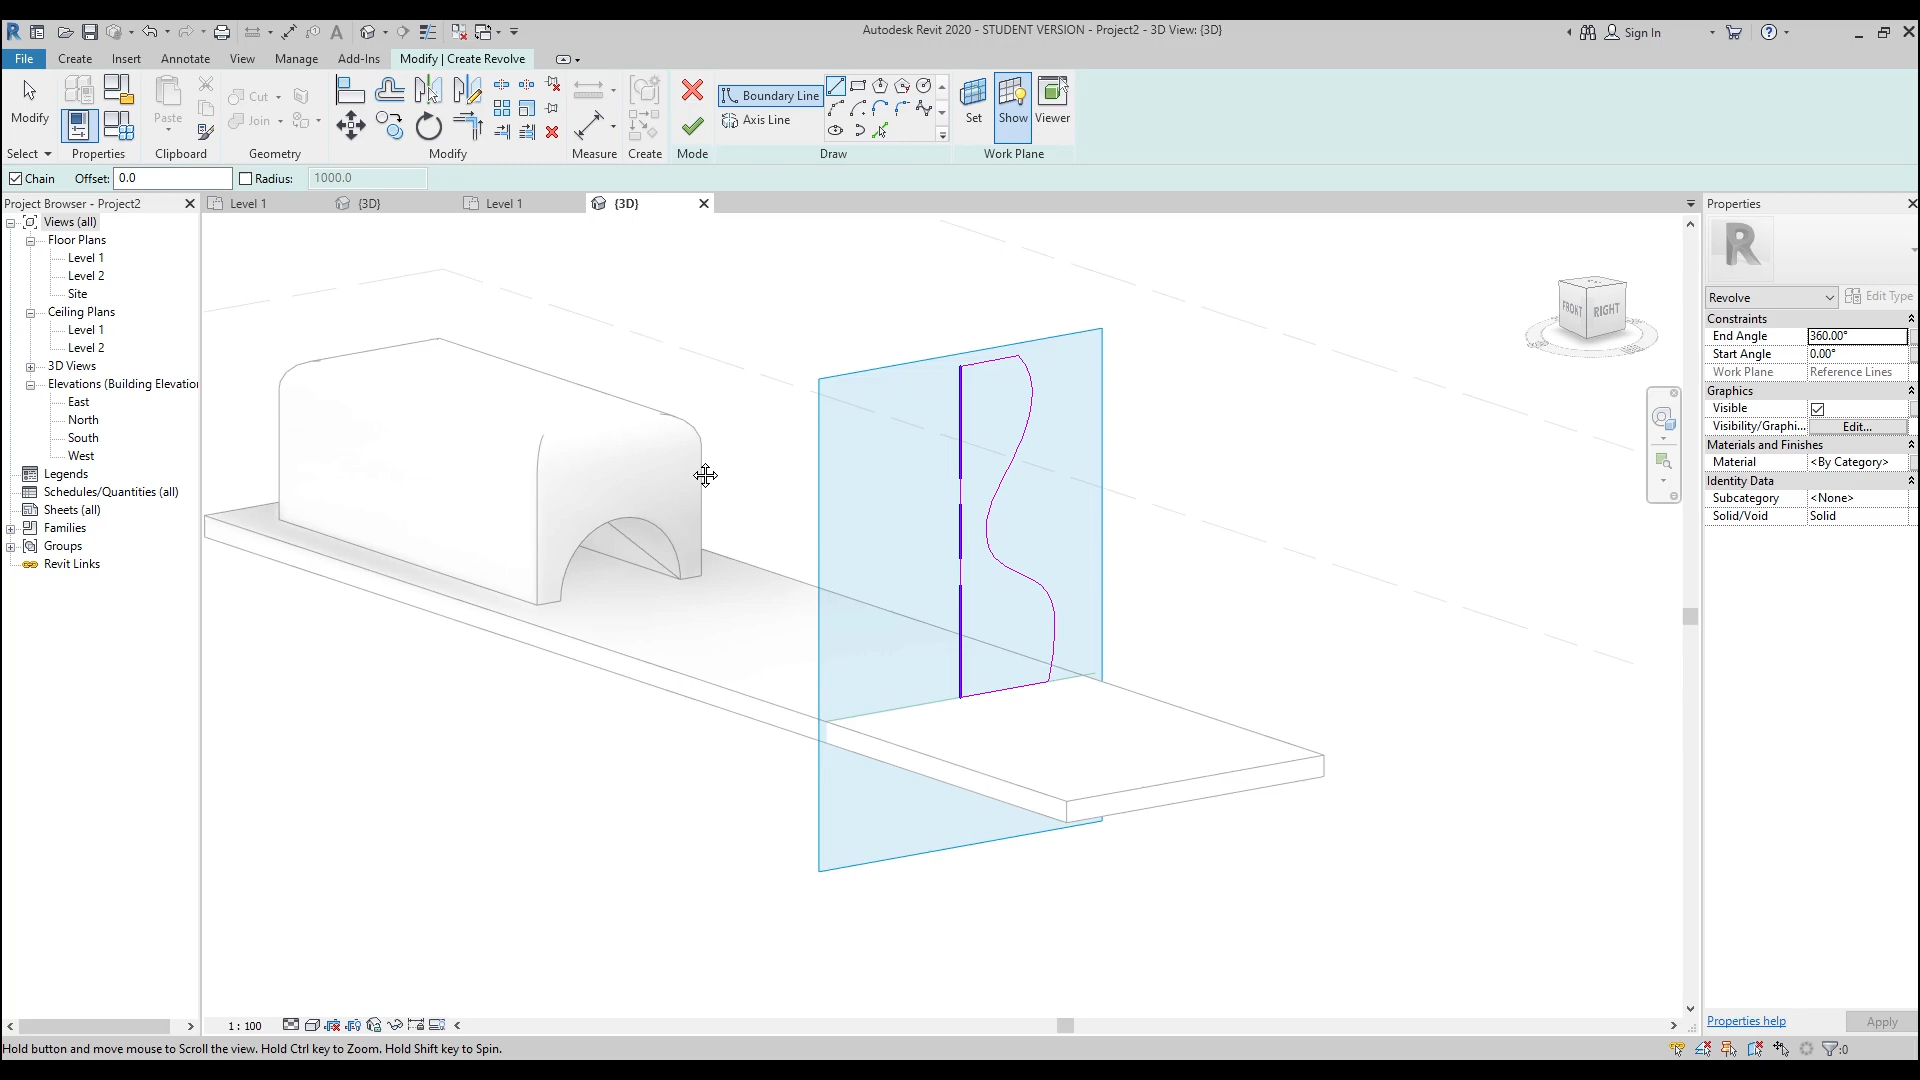 Autodesk Revit 2020 - STUDENT VERSION - Project2 - 3D View: {3D}
Sign In
File Create Insert Annotate View Manage Add-Ins Modify | Create Revolve
Modify
Paste
Cut
Join
Boundary Line
Axis Line
Set Show Viewer
Select Properties Clipboard Geometry Modify Measure Create Mode Draw Work Plane
Chain Offset: 0.0 Radius: 1000.0
Project Browser - Project2
Level 1 {3D} Level 1 {3D}
Properties
Views (all)
Floor Plans
Level 1
Level 2
Site
Ceiling Plans
Level 1
Level 2
3D Views
Elevations (Building Elevation
East
North
South
West
Legends
Schedules/Quantities (all)
Sheets (all)
Families
Groups
Revit Links
FRONT RIGHT
R
Revolve Edit Type
Constraints
End Angle 360.00°
Start Angle 0.00°
Work Plane Reference Lines
Graphics
Visible
Visibility/Graphi... Edit...
Materials and Finishes
Material <By Category>
Identity Data
Subcategory <None>
Solid/Void Solid
Properties help Apply
1 : 100
Hold button and move mouse to Scroll the view. Hold Ctrl key to Zoom. Hold Shift key to Spin.
:0